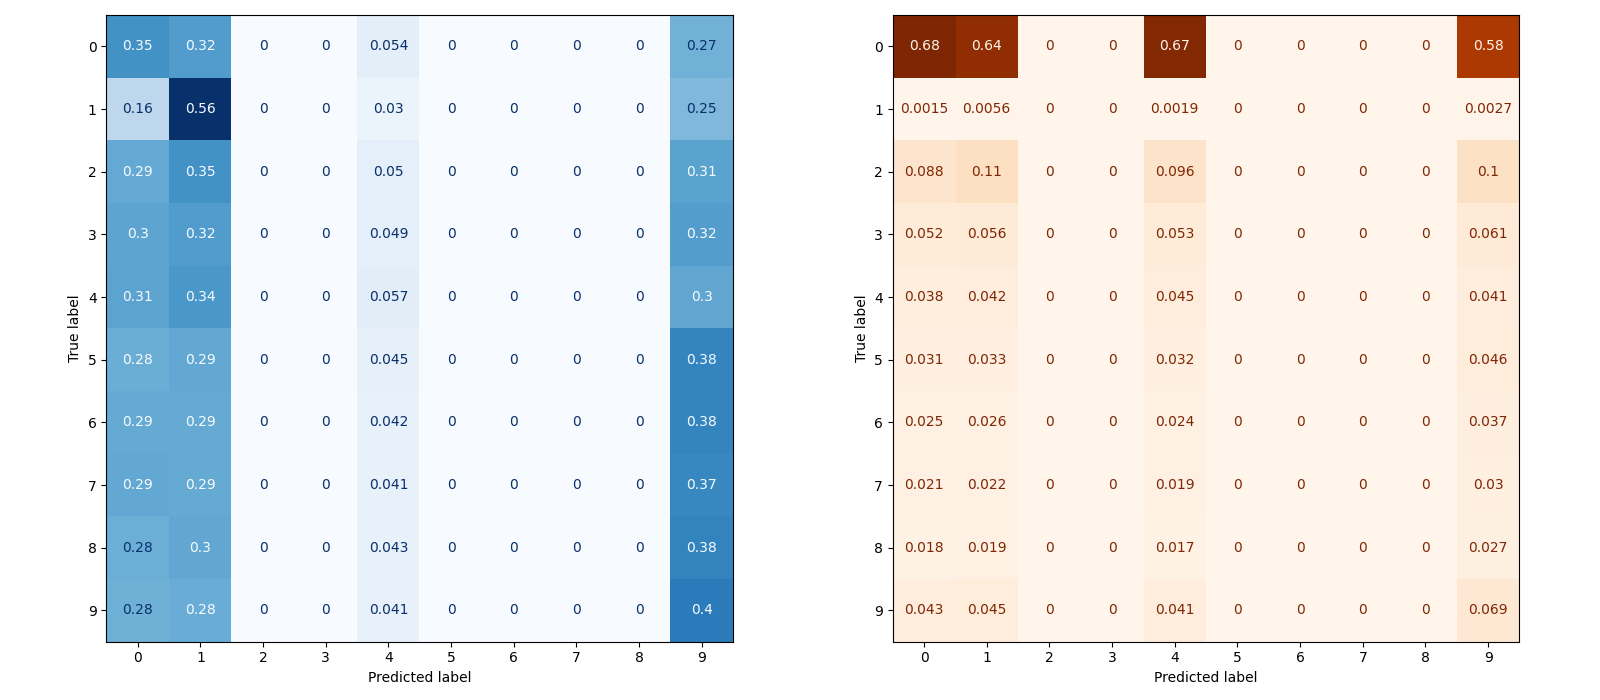 0 0.35 0.32 0 0 0.054 0 0 0 0 0.27
1 0.16 0.56 0 0 0.03 0 0 0 0 0.25
2 0.29 0.35 0 0 0.05 0 0 0 0 0.31
3 0.3 0.32 0 0 0.049 0 0 0 0 0.32
4 0.31 0.34 0 0 0.057 0 0 0 0 0.3
5 0.28 0.29 0 0 0.045 0 0 0 0 0.38
6 0.29 0.29 0 0 0.042 0 0 0 0 0.38
7 0.29 0.29 0 0 0.041 0 0 0 0 0.37
8 0.28 0.3 0 0 0.043 0 0 0 0 0.38
9 0.28 0.28 0 0 0.041 0 0 0 0 0.4
0 1 2 3 4 5 6 7 8 9
Predicted label
True label
0 0.68 0.64 0 0 0.67 0 0 0 0 0.58
1 0.0015 0.0056 0 0 0.0019 0 0 0 0 0.0027
2 0.088 0.11 0 0 0.096 0 0 0 0 0.1
3 0.052 0.056 0 0 0.053 0 0 0 0 0.061
4 0.038 0.042 0 0 0.045 0 0 0 0 0.041
5 0.031 0.033 0 0 0.032 0 0 0 0 0.046
6 0.025 0.026 0 0 0.024 0 0 0 0 0.037
7 0.021 0.022 0 0 0.019 0 0 0 0 0.03
8 0.018 0.019 0 0 0.017 0 0 0 0 0.027
9 0.043 0.045 0 0 0.041 0 0 0 0 0.069
0 1 2 3 4 5 6 7 8 9
Predicted label
True label